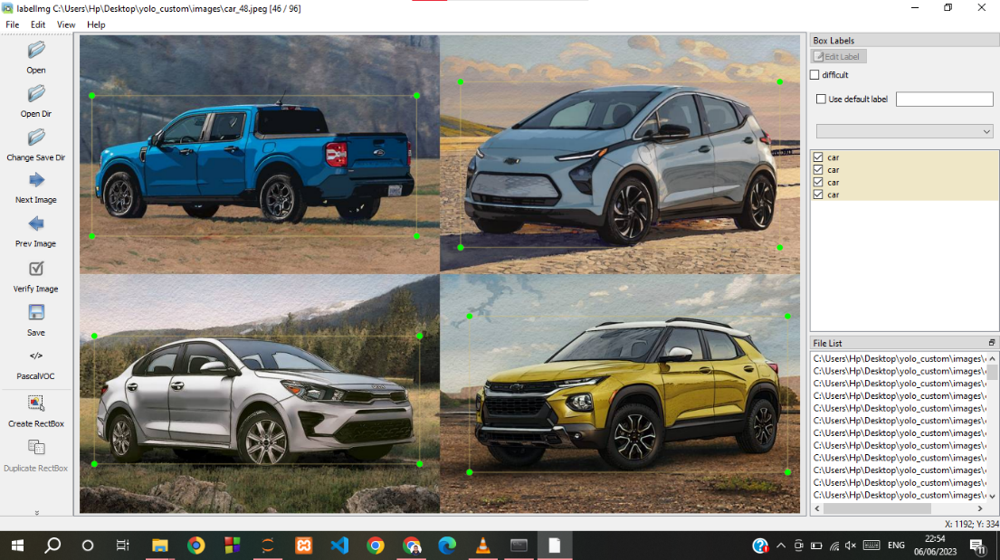 labelImg C:\Users\Hp\Desktop\yolo_custom\images\car_48.jpeg [46 / 96]
File Edit View Help
Open
Open Dir
Change Save Dir
Next Image
Prev Image
Verify Image
Save
</>
PascalVOC
Create RectBox
Duplicate RectBox
Box Labels
Edit Label
difficult
Use default label
car
car
car
car
File List
C:\Users\Hp\Desktop\yolo_custom\images\
C:\Users\Hp\Desktop\yolo_custom\images\
C:\Users\Hp\Desktop\yolo_custom\images\
C:\Users\Hp\Desktop\yolo_custom\images\
C:\Users\Hp\Desktop\yolo_custom\images\
C:\Users\Hp\Desktop\yolo_custom\images\
C:\Users\Hp\Desktop\yolo_custom\images\
C:\Users\Hp\Desktop\yolo_custom\images\
C:\Users\Hp\Desktop\yolo_custom\images\
C:\Users\Hp\Desktop\yolo_custom\images\
C:\Users\Hp\Desktop\yolo_custom\images\
C:\Users\Hp\Desktop\yolo_custom\images\
X: 1192; Y: 334
ENG
22:54
06/06/2023
11